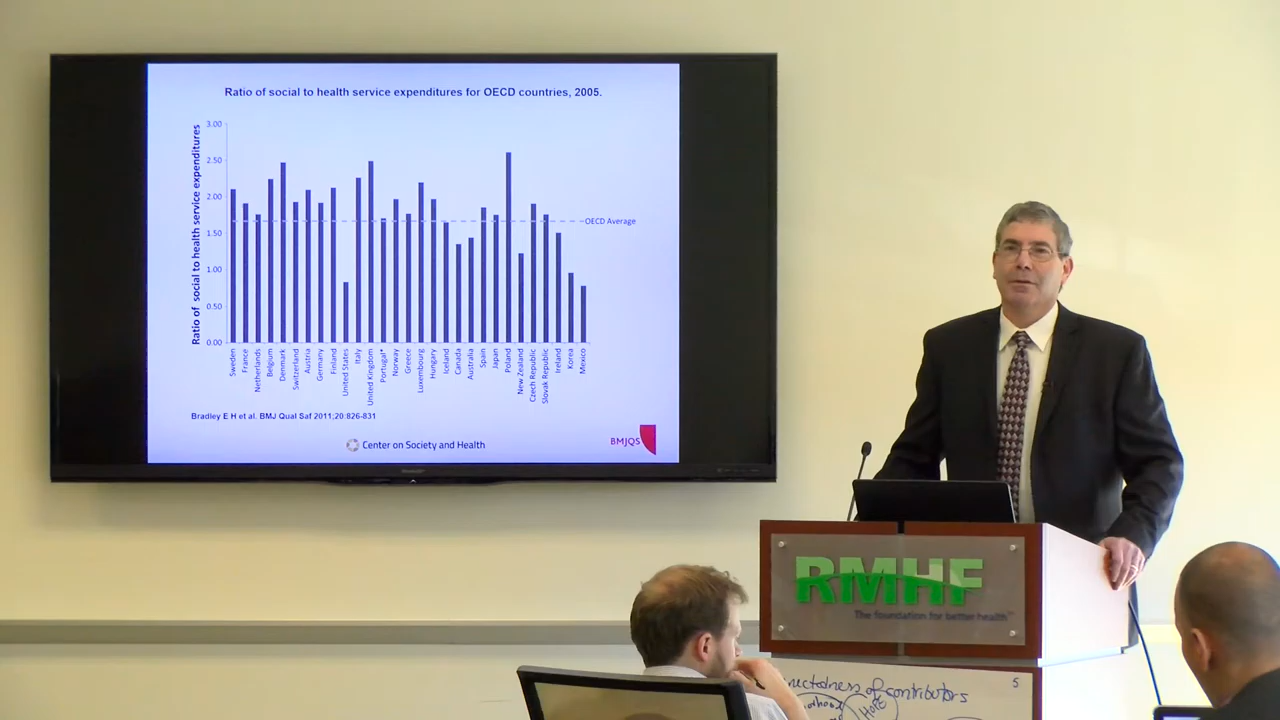 Ratio of social to health service expenditures for OECD countries, 2005.
Ratio of social to health service expenditures
3.00
2.50
2.00
1.50
1.00
0.50
0.00
OECD Average
Sweden
France
Netherlands
Belgium
Denmark
Switzerland
Austria
Germany
Finland
United States
Italy
United Kingdom
Portugal*
Norway
Greece
Luxembourg
Hungary
Iceland
Canada
Australia
Spain
Japan
Poland
New Zealand
Czech Republic
Slovak Republic
Ireland
Korea
Mexico
Bradley E H et al. BMJ Qual Saf 2011;20:826-831
Center on Society and Health
BMJQS
RMHF
The foundation for better health
of contributors
5
HOPE